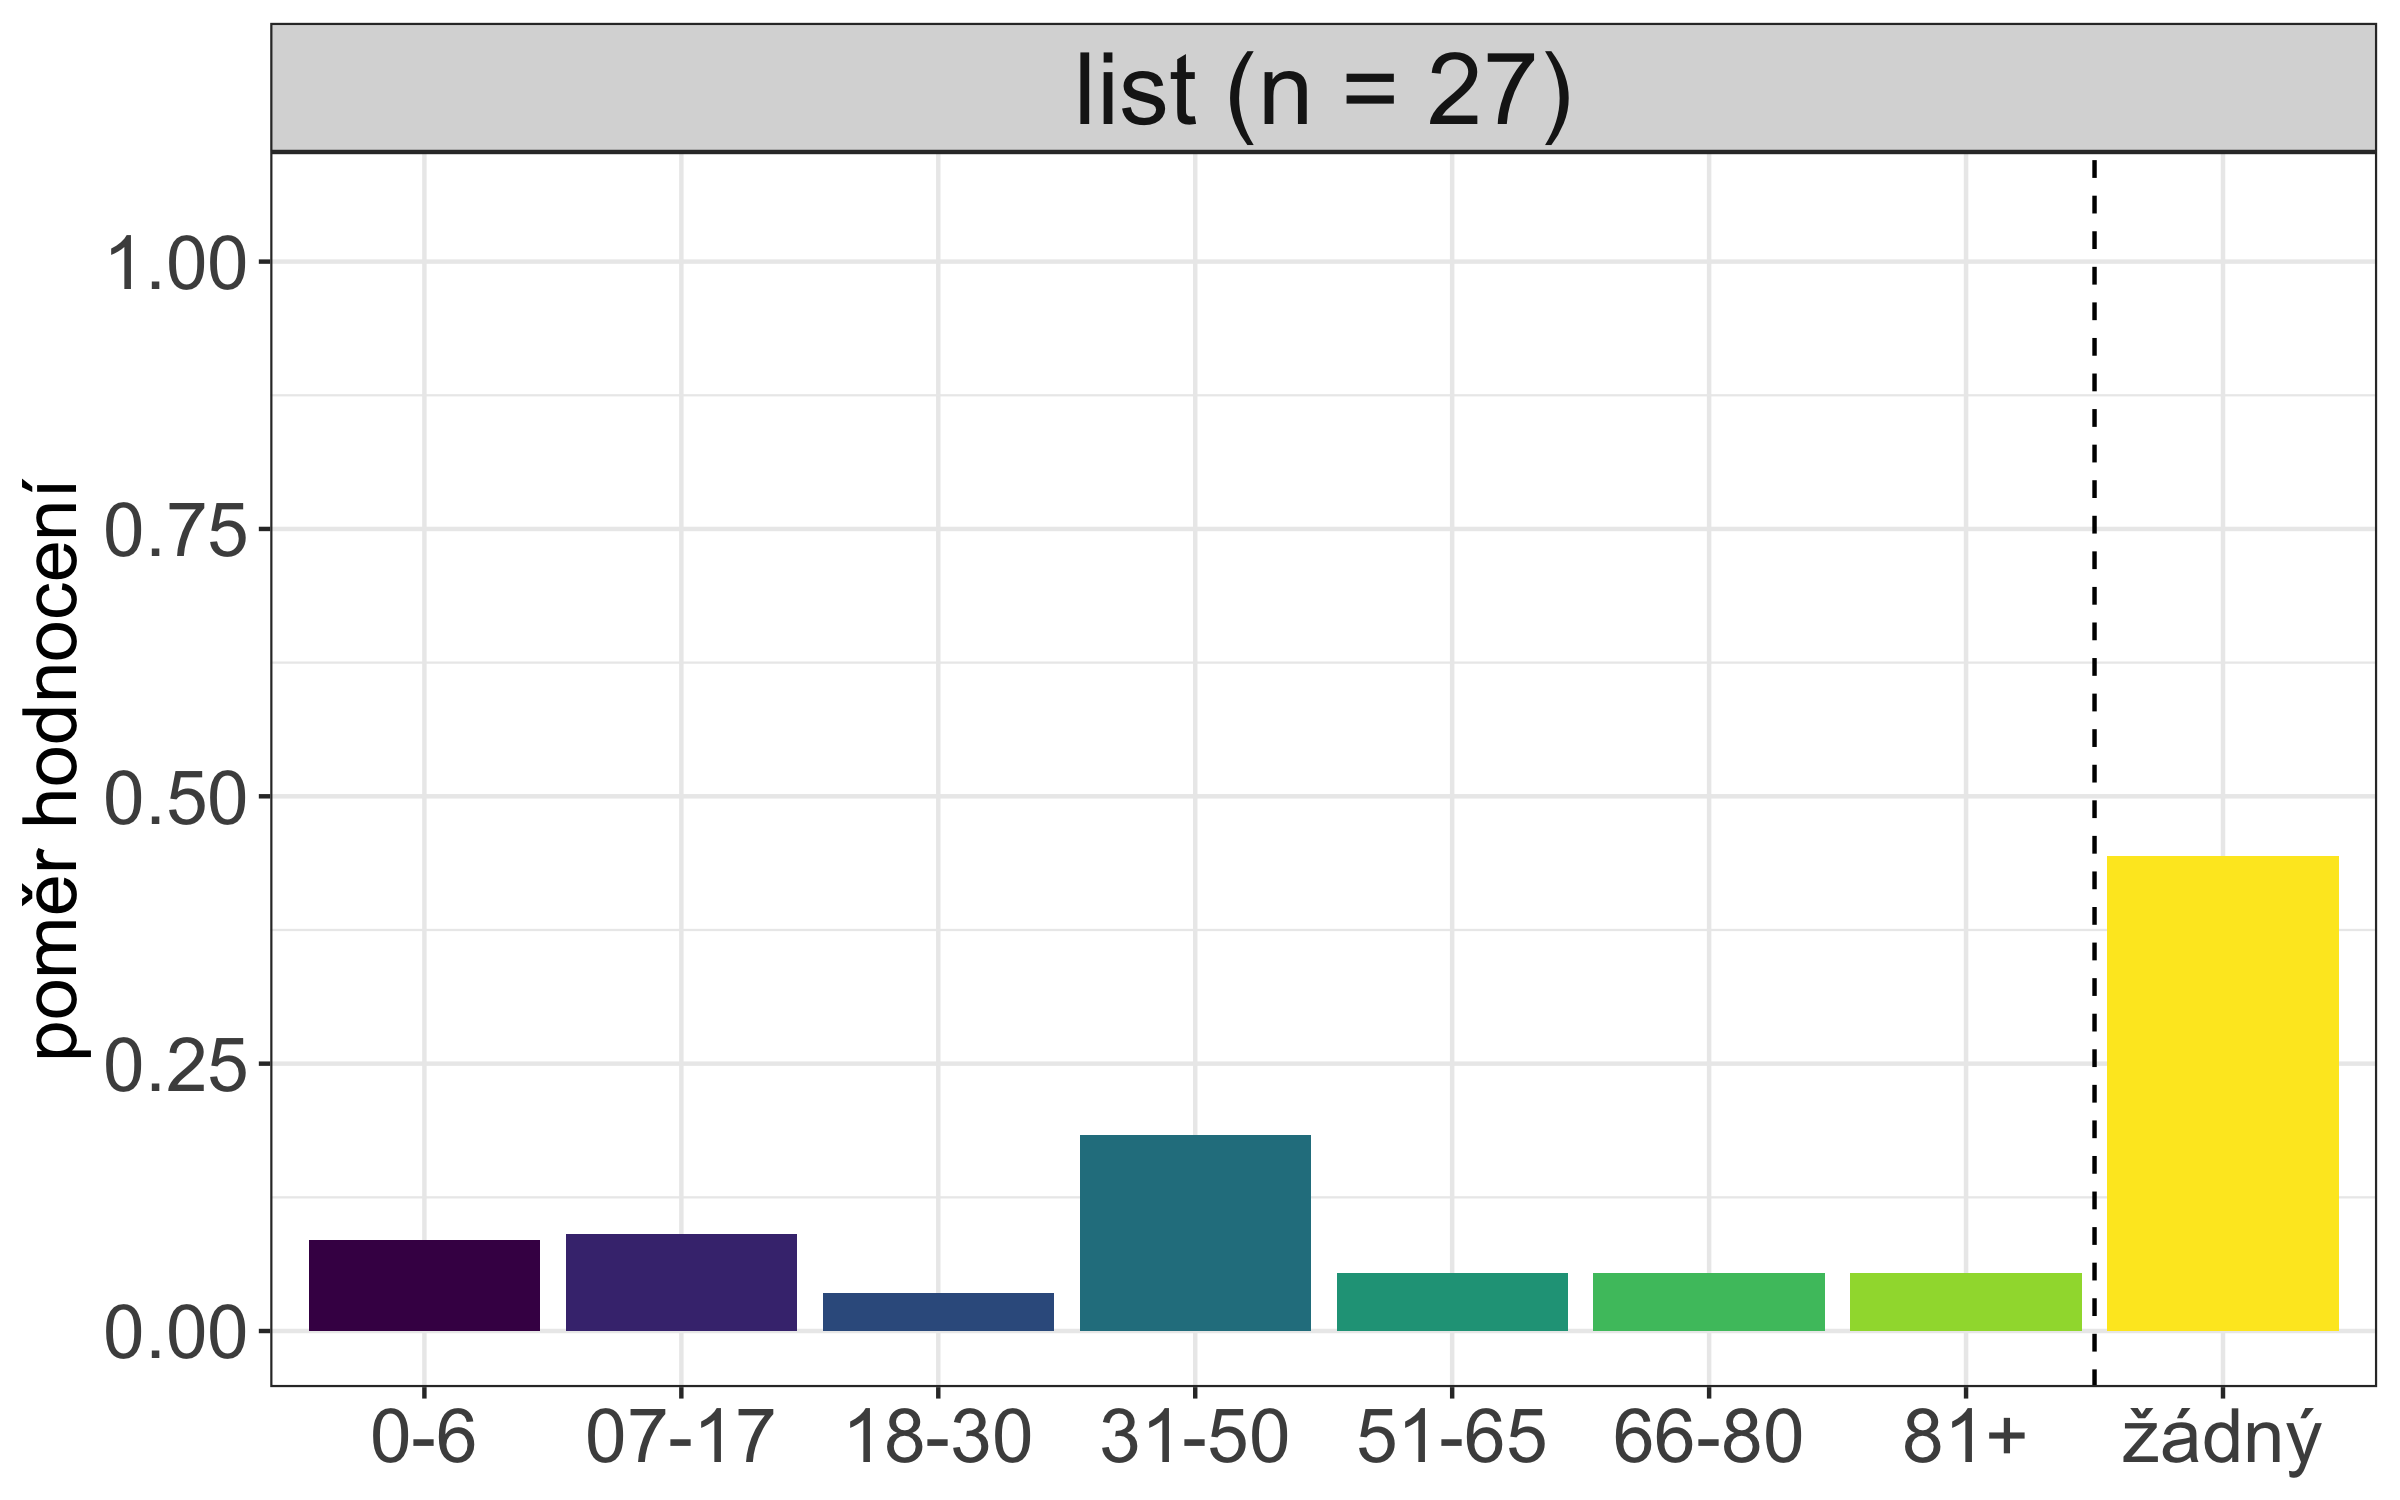 list (n = 27)
poměr hodnocení
1.00
0.75
0.50
0.25
0.00
0-6 07-17 18-30 31-50 51-65 66-80 81+ žádný